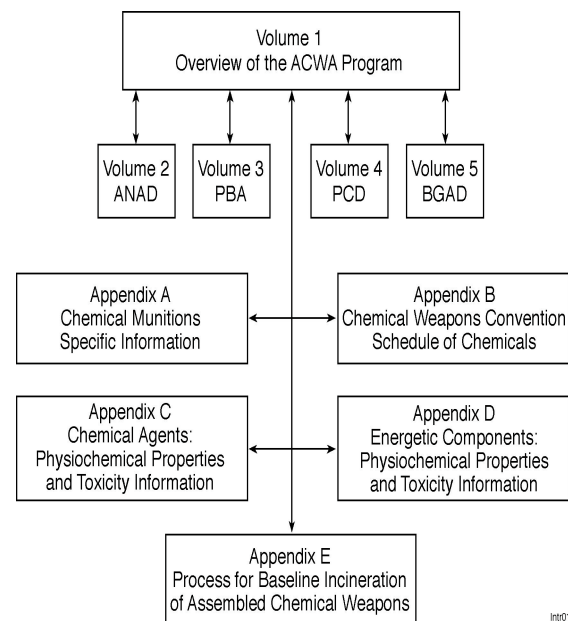 Volume 1
Overview of the ACWA Program
Volume 2
ANAD
Volume 3
PBA
Volume 4
PCD
Volume 5
BGAD
Appendix A
Chemical Munitions
Specific Information
Appendix B
Chemical Weapons Convention
Schedule of Chemicals
Appendix C
Chemical Agents:
Physiochemical Properties
and Toxicity Information
Appendix D
Energetic Components:
Physiochemical Properties
and Toxicity Information
Appendix E
Process for Baseline Incineration
of Assembled Chemical Weapons
Intr01